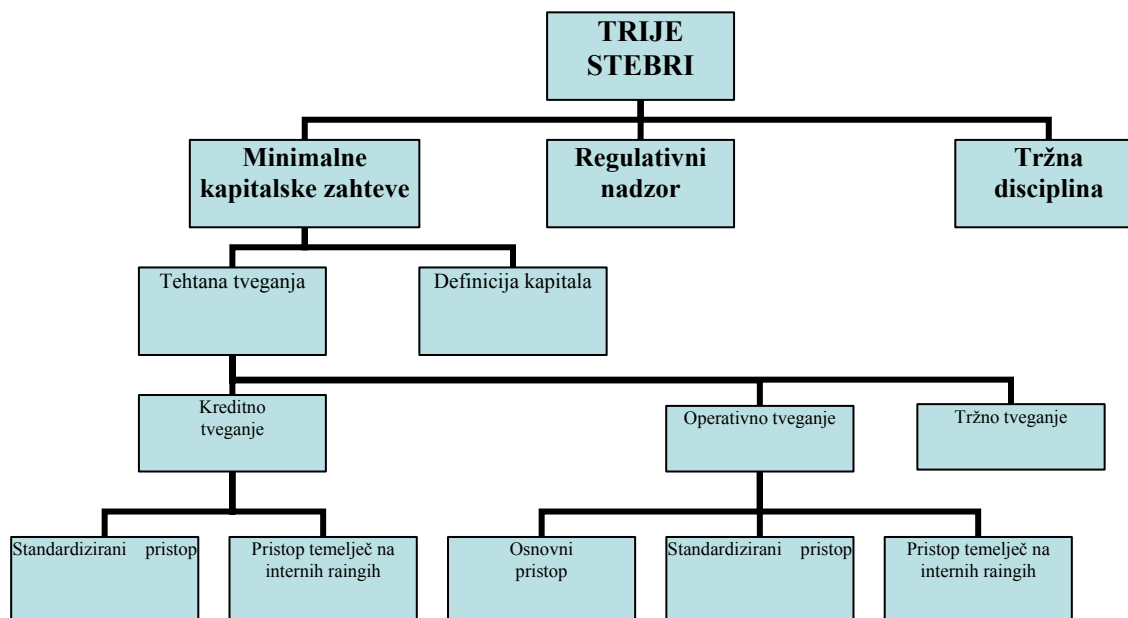 TRIJE
STEBRI
Minimalne
kapitalske zahteve
Regulativni
nadzor
Tržna
disciplina
Tehtana tveganja
Definicija kapitala
Kreditno
tveganje
Operativno tveganje
Tržno tveganje
Standardizirani pristop
Pristop temelječ na
internih raingih
Osnovni
pristop
Standardizirani pristop
Pristop temelječ na
internih raingih